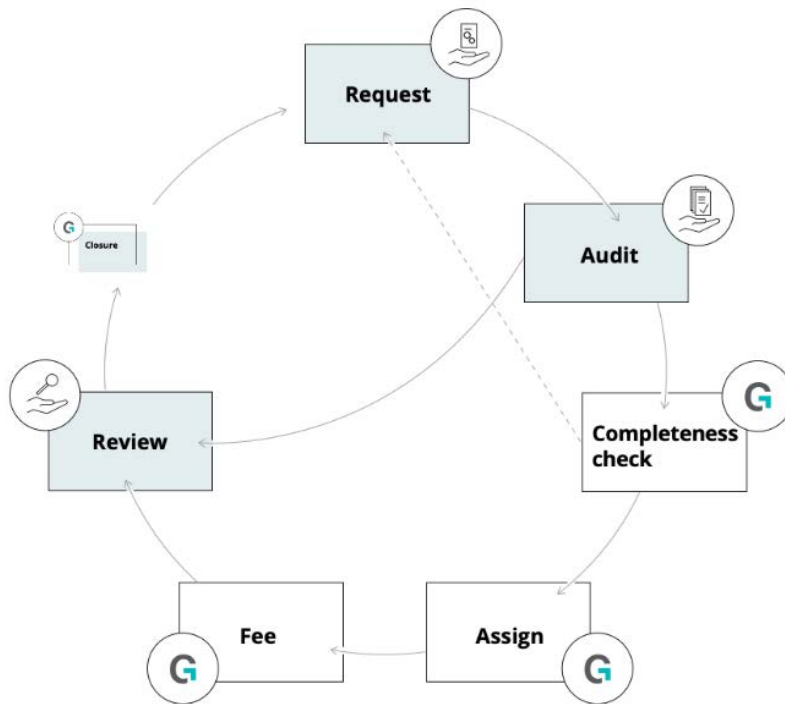 Request
Audit
Completeness
check
Assign
G
Fee
G
Review
G
Closure
G